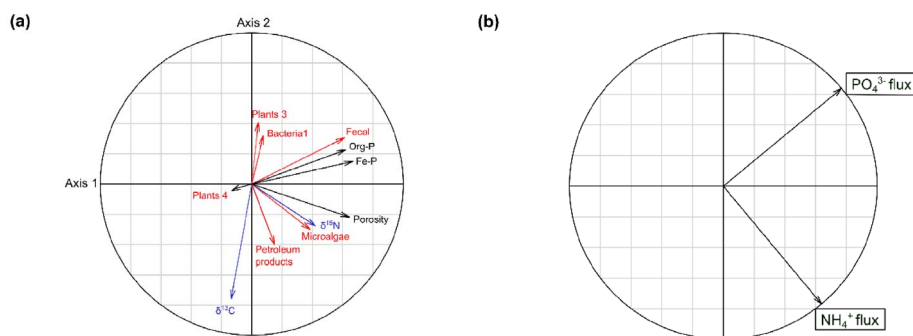 (a)
Axis 2
Plants 3
Bacteria1
Fecal
Org-P
Fe-P
Axis 1
Plants 4
Porosity
δ¹⁵N
Microalgae
Petroleum
products
δ¹³C
(b)
PO₄³⁻ flux
NH₄⁺ flux